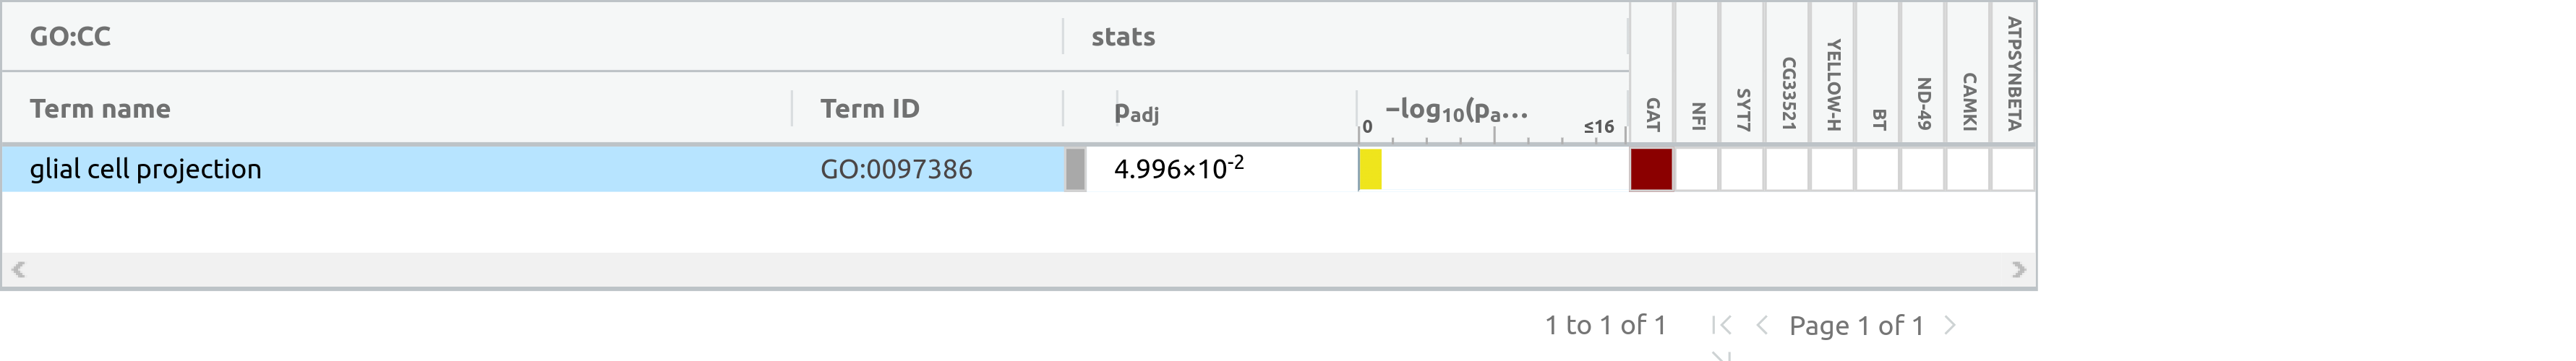 GO:CC stats
Term name Term ID padj −log10(pa…
0 ≤16
GAT
NFI
SYT7
CG33521
YELLOW-H
BT
ND-49
CAMKI
ATPSYNBETA
glial cell projection GO:0097386 4.996×10-2
1 to 1 of 1 Page 1 of 1